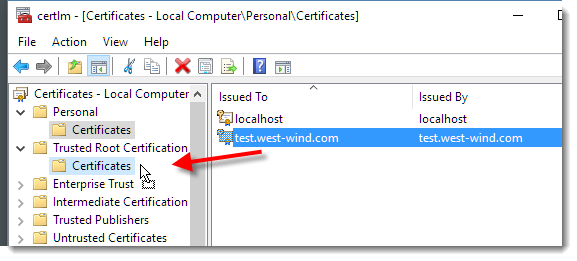 certlm - [Certificates - Local Computer\Personal\Certificates]
File Action View Help
Certificates - Local Computer
Personal
Certificates
Trusted Root Certification
Certificates
Enterprise Trust
Intermediate Certification
Trusted Publishers
Untrusted Certificates
Issued To Issued By
localhost localhost
test.west-wind.com test.west-wind.com